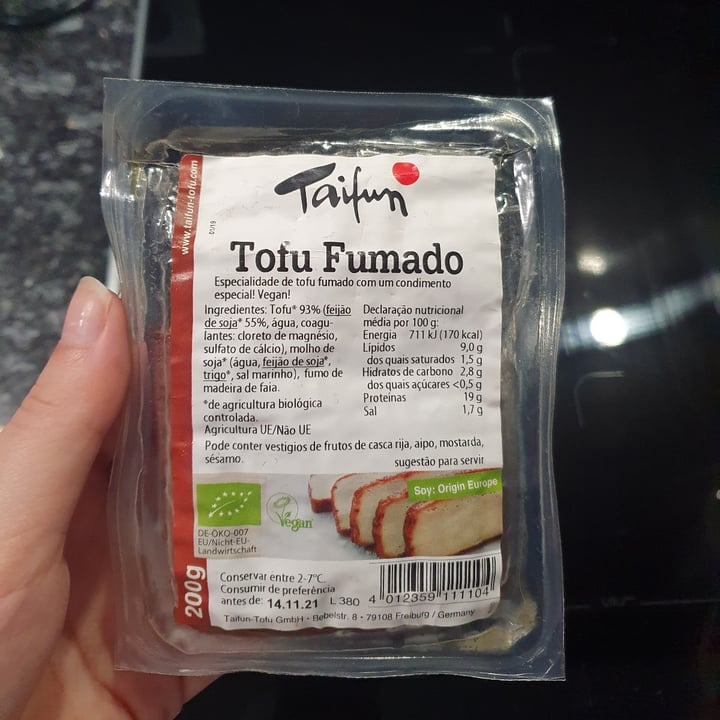 Taifun
www.taifun-tofu.com
01/19
Tofu Fumado
Especialidade de tofu fumado com um condimento
especial! Vegan!
Ingredientes: Tofu* 93% (feijão
de soja* 55%, água, coagu-
lantes: cloreto de magnésio,
sulfato de cálcio), molho de
soja* (água, feijão de soja*,
trigo*, sal marinho), fumo de
madeira de faia.
*de agricultura biológica
controlada.
Agricultura UE/Não UE
Declaração nutricional
média por 100 g:
Energia 711 kJ (170 kcal)
Lípidos 9,0 g
dos quais saturados 1,5 g
Hidratos de carbono 2,8 g
dos quais açúcares <0,5 g
Proteinas 19 g
Sal 1,7 g
Pode conter vestigios de frutos de casca rija, aipo, mostarda,
sésamo.
sugestão para servir
Soy: Origin Europe
Vegan
DE-ÖKO-007
EU/Nicht-EU-
Landwirtschaft
200g
Conservar entre 2-7°C.
Consumir de preferência
antes de: 14.11.21 L 380
4 012359 111104
Taifun-Tofu GmbH • Bebelstr. 8 • 79108 Freiburg / Germany